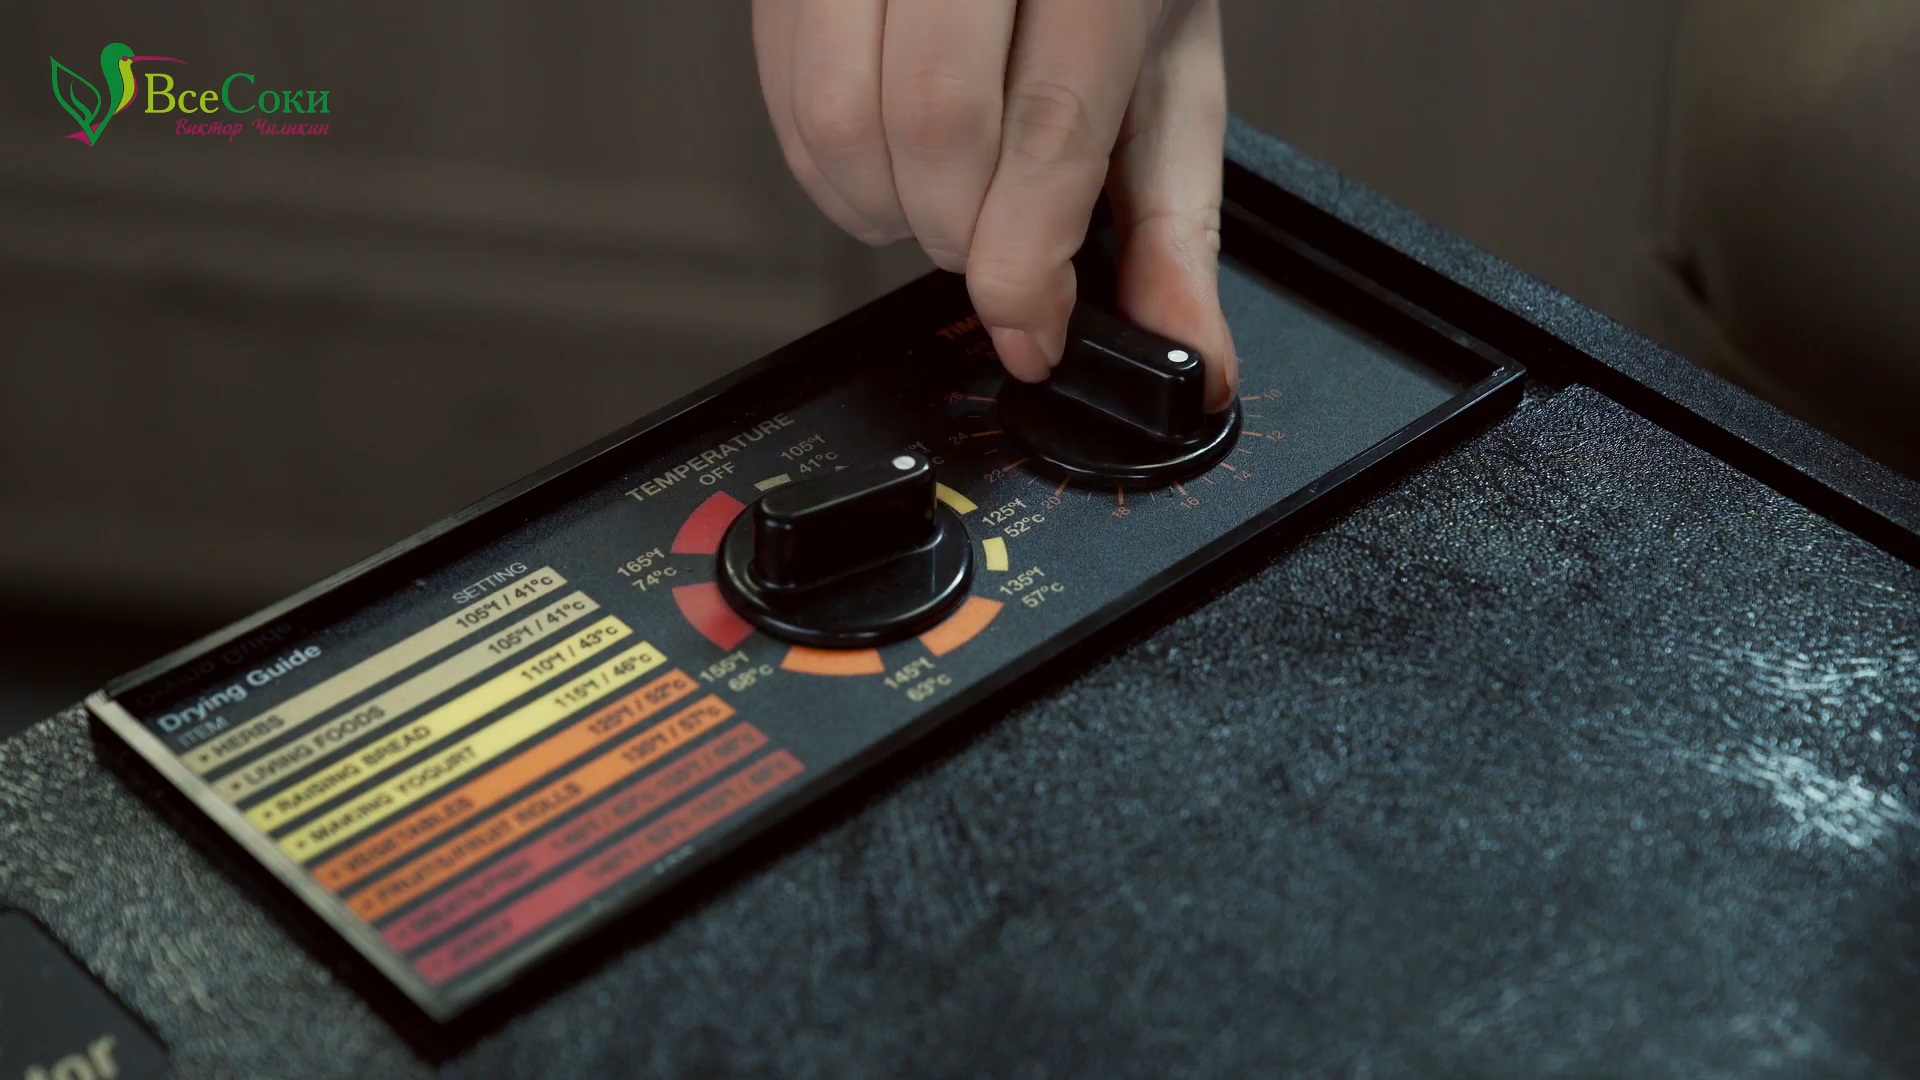 ВсеСоки
Виктор Чиликин
TEMPERATURE
OFF
105°F
41°C
125°F
52°C
135°F
57°C
145°F
63°C
155°F
68°C
165°F
74°C
10
12
14
16
18
20
22
24
26
Drying Guide
ITEM SETTING
• HERBS 105°F / 41°C
• LIVING FOODS 105°F / 41°C
• RAISING BREAD 110°F / 43°C
• MAKING YOGURT 115°F / 46°C
• VEGETABLES 125°F / 52°C
• FRUITS/FRUIT ROLLS 135°F / 57°C